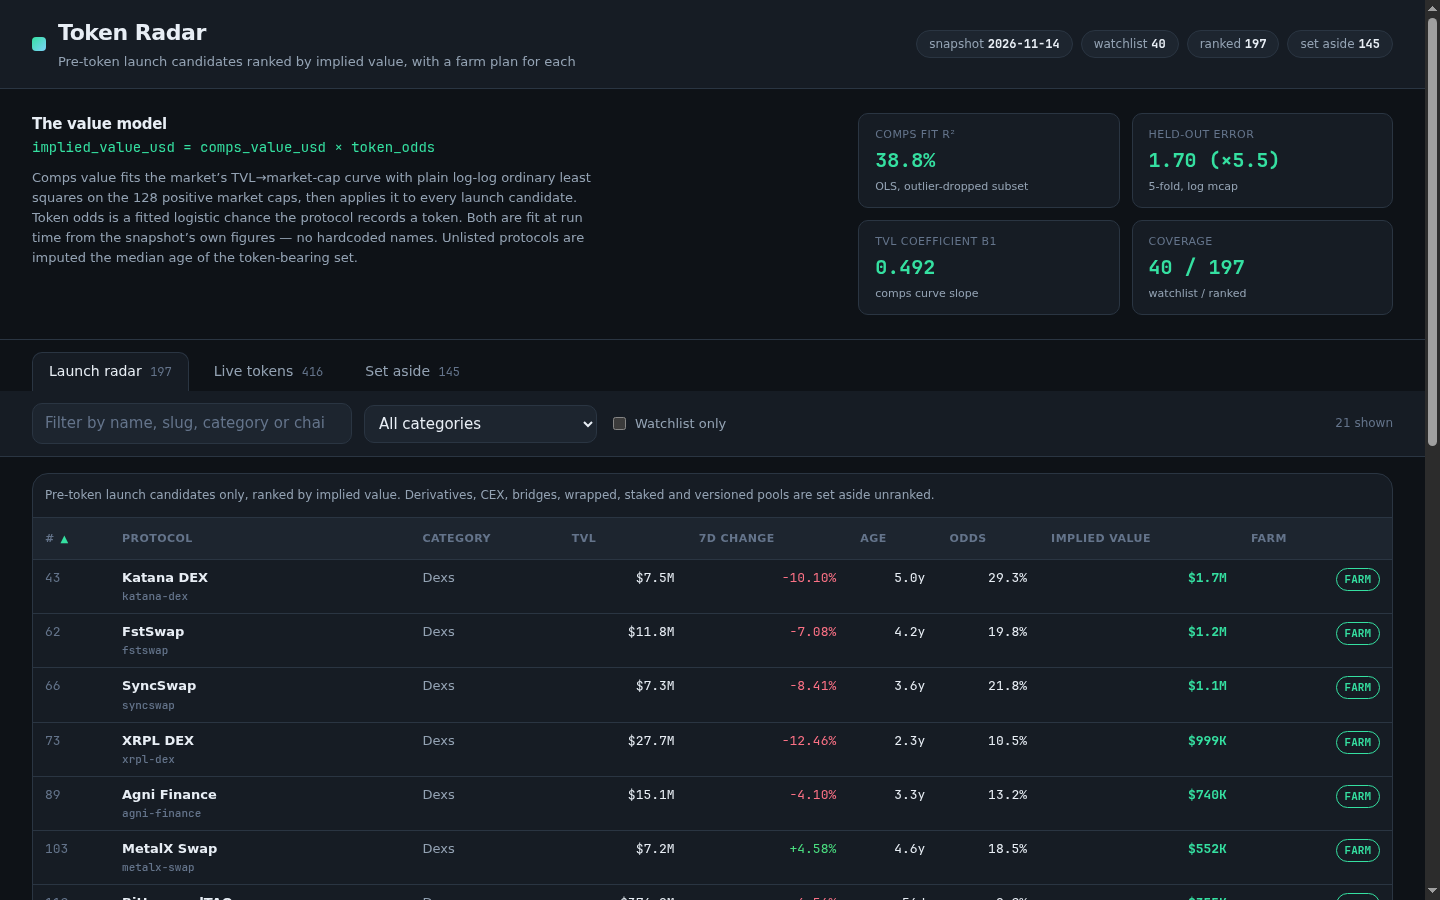 Token Radar
Pre-token launch candidates ranked by implied value, with a farm plan for each
snapshot 2026-11-14
watchlist 40
ranked 197
set aside 145
The value model
implied_value_usd = comps_value_usd × token_odds
Comps value fits the market’s TVL→market-cap curve with plain log-log ordinary least
squares on the 128 positive market caps, then applies it to every launch candidate.
Token odds is a fitted logistic chance the protocol records a token. Both are fit at run
time from the snapshot’s own figures — no hardcoded names. Unlisted protocols are
imputed the median age of the token-bearing set.
COMPS FIT R²
38.8%
OLS, outlier-dropped subset
HELD-OUT ERROR
1.70 (×5.5)
5-fold, log mcap
TVL COEFFICIENT B1
0.492
comps curve slope
COVERAGE
40 / 197
watchlist / ranked
Launch radar 197
Live tokens 416
Set aside 145
Filter by name, slug, category or chai
All categories
Watchlist only
21 shown
Pre-token launch candidates only, ranked by implied value. Derivatives, CEX, bridges, wrapped, staked and versioned pools are set aside unranked.
# ▲ PROTOCOL CATEGORY TVL 7D CHANGE AGE ODDS IMPLIED VALUE FARM
43 Katana DEX Dexs $7.5M -10.10% 5.0y 29.3% $1.7M FARM
katana-dex
62 FstSwap Dexs $11.8M -7.08% 4.2y 19.8% $1.2M FARM
fstswap
66 SyncSwap Dexs $7.3M -8.41% 3.6y 21.8% $1.1M FARM
syncswap
73 XRPL DEX Dexs $27.7M -12.46% 2.3y 10.5% $999K FARM
xrpl-dex
89 Agni Finance Dexs $15.1M -4.10% 3.3y 13.2% $740K FARM
agni-finance
103 MetalX Swap Dexs $7.2M +4.58% 4.6y 18.5% $552K FARM
metalx-swap